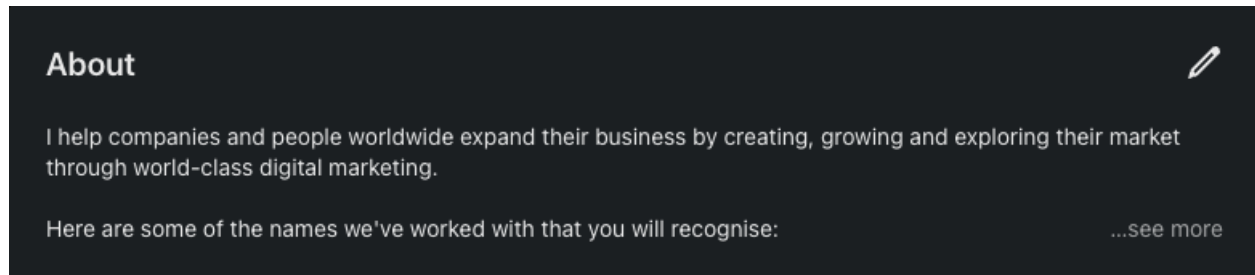 About
I help companies and people worldwide expand their business by creating, growing and exploring their market
through world-class digital marketing.
Here are some of the names we've worked with that you will recognise:
...see more